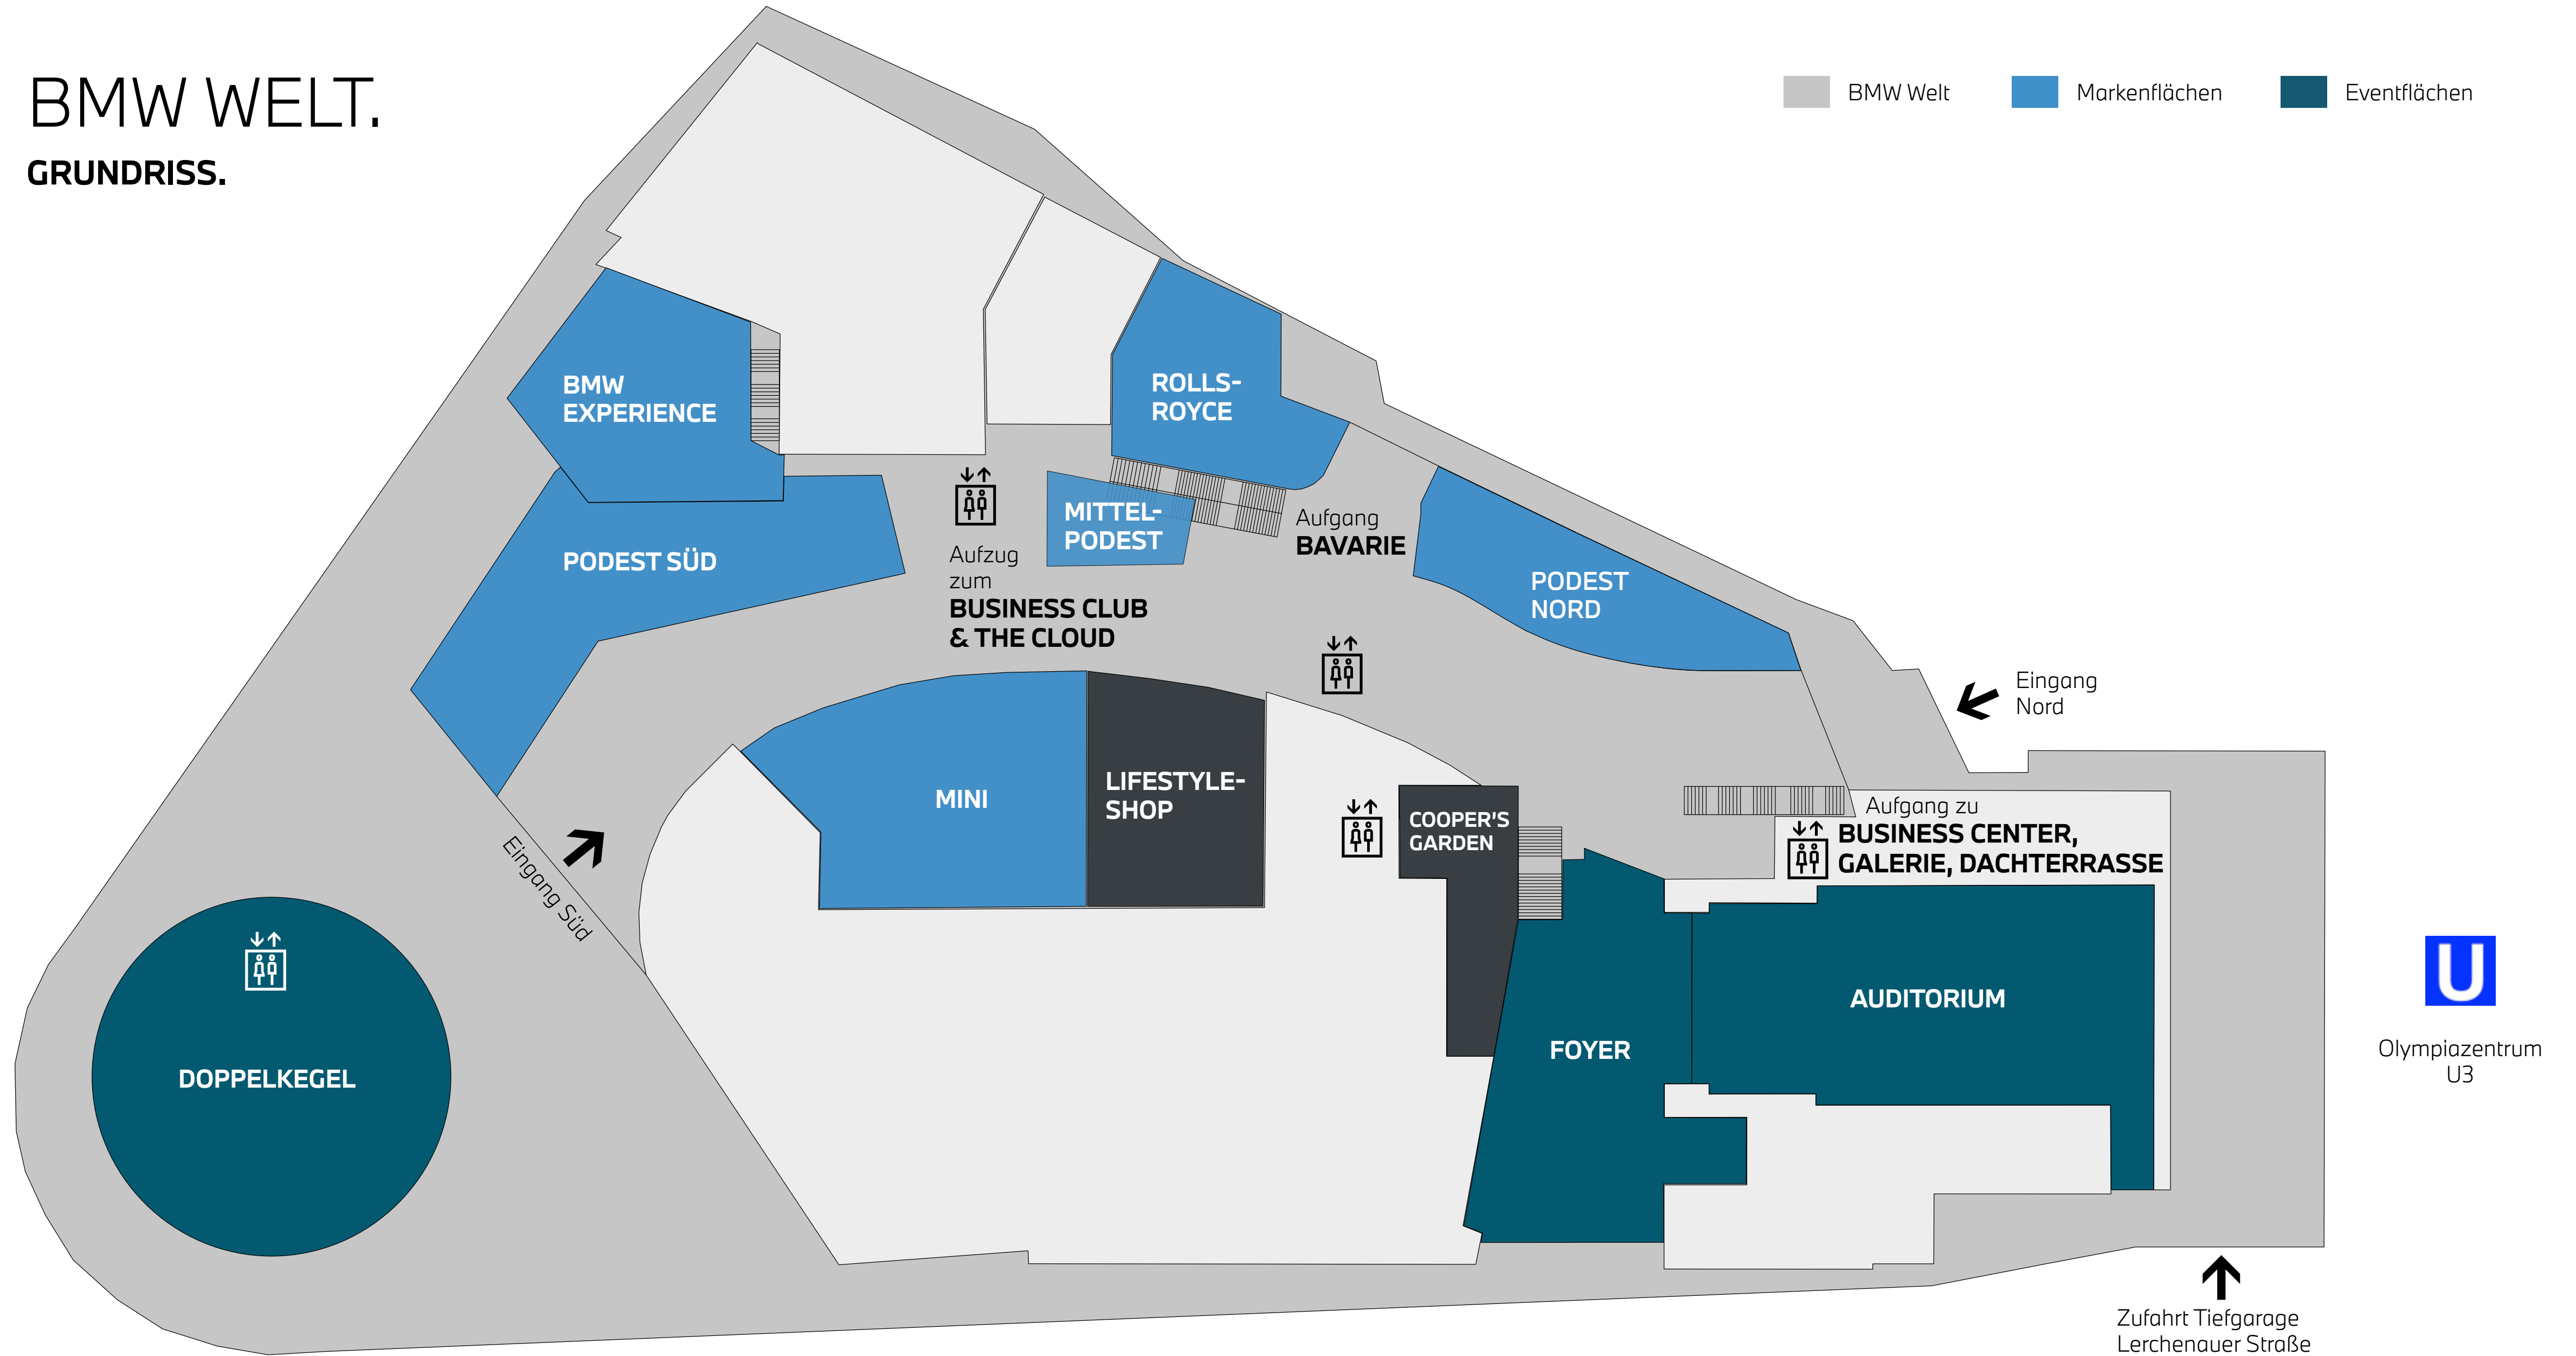 BMW WELT.
GRUNDRISS.
BMW Welt
Markenflächen
Eventflächen
BMW
EXPERIENCE
ROLLS-
ROYCE
PODEST SÜD
MITTEL-
PODEST
Aufgang
BAVARIE
Aufzug
zum
BUSINESS CLUB
& THE CLOUD
PODEST
NORD
Eingang
Nord
MINI
LIFESTYLE-
SHOP
COOPER'S
GARDEN
Aufgang zu
BUSINESS CENTER,
GALERIE, DACHTERRASSE
Eingang Süd
DOPPELKEGEL
FOYER
AUDITORIUM
U
Olympiazentrum
U3
Zufahrt Tiefgarage
Lerchenauer Straße